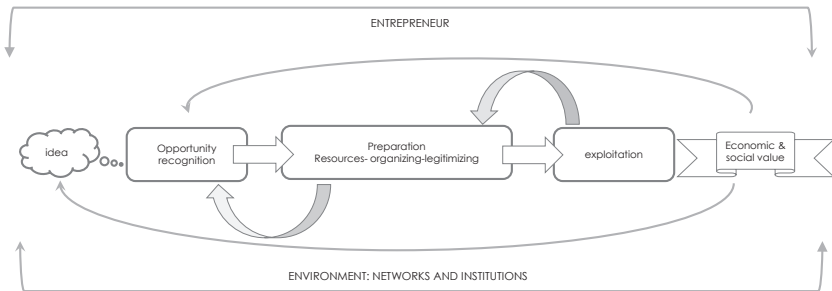 ENTREPRENEUR
idea
Opportunity
recognition
Preparation
Resources- organizing-legitimizing
exploitation
Economic &
social value
ENVIRONMENT: NETWORKS AND INSTITUTIONS